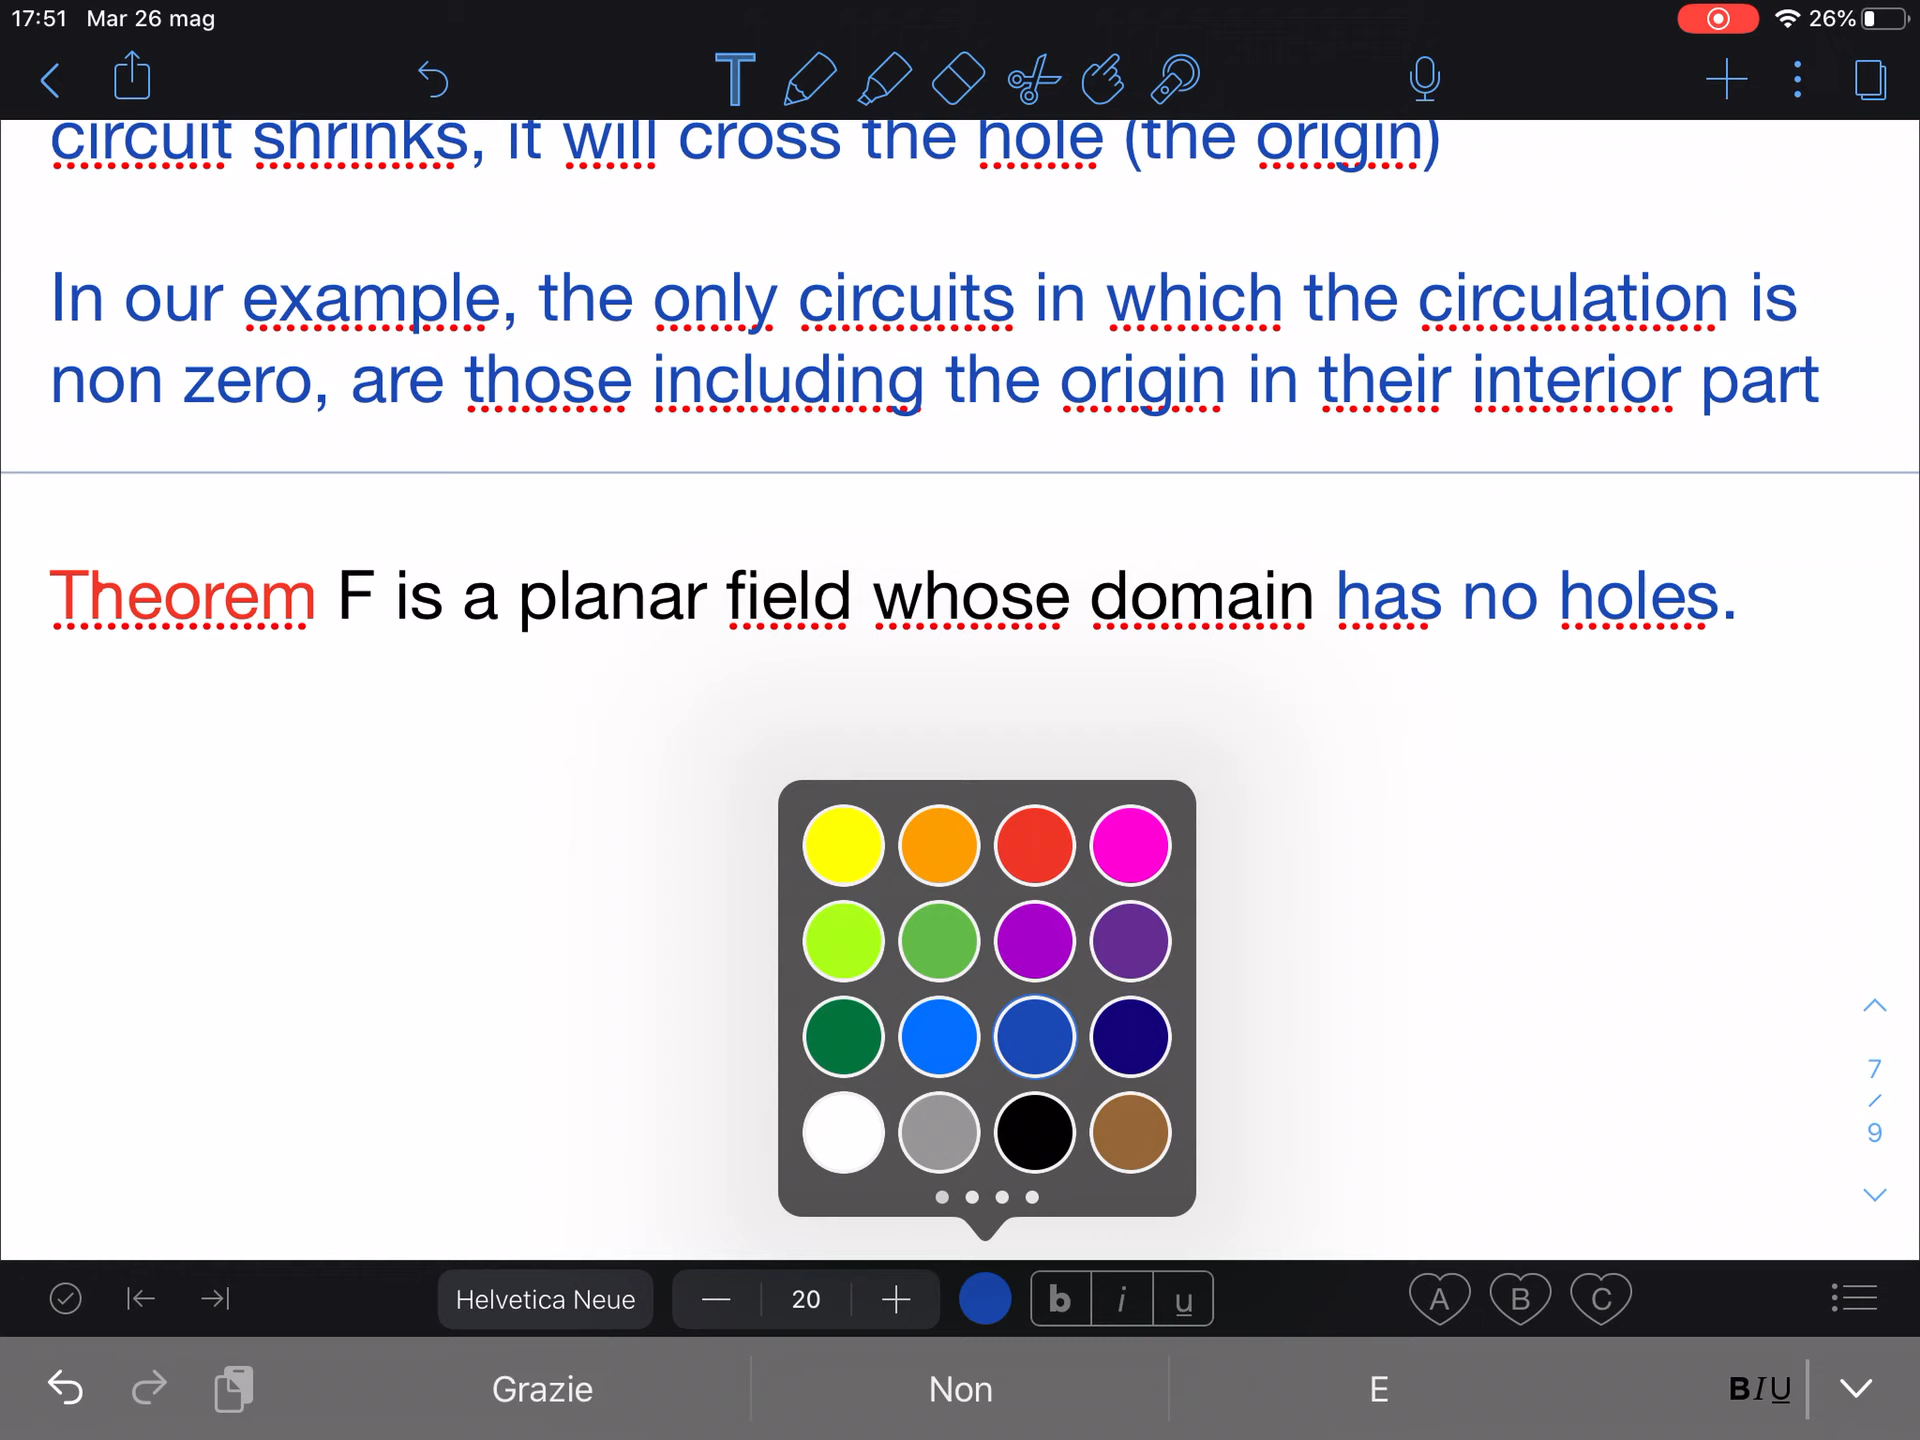 17:51 Mar 26 mag 26%
circuit shrinks, it will cross the hole (the origin)
In our example, the only circuits in which the circulation is
non zero, are those including the origin in their interior part
Theorem F is a planar field whose domain has no holes.
7
/
9
Helvetica Neue — 20 + b i u A B C
Grazie Non E BIU